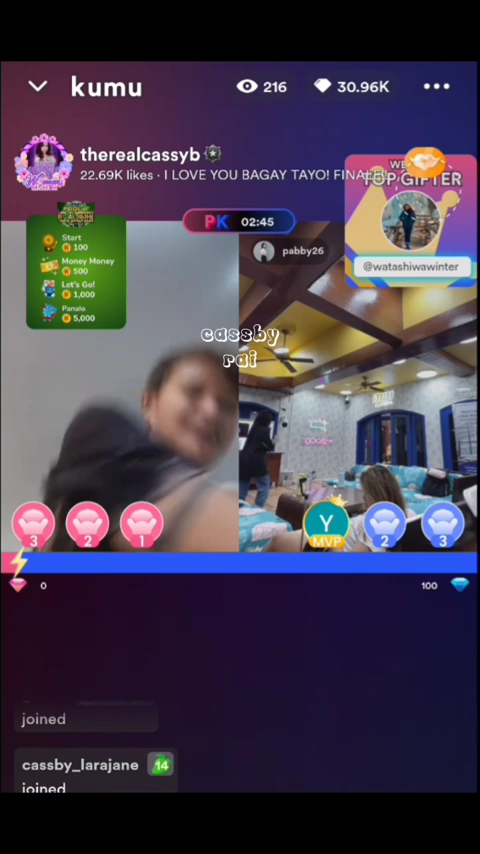 kumu
216
30.96K
therealcassyb
22.69K likes · I LOVE YOU BAGAY TAYO! FINALE!
TOP GIFTER
@watashiwawinter
CASH
Start
100
Money Money
500
Let's Go!
1,000
Panalo
5,000
PK 02:45
pabby26
cassby
rai
3
2
1
Y
MVP
2
3
0
100
joined
cassby_larajane 14
joined